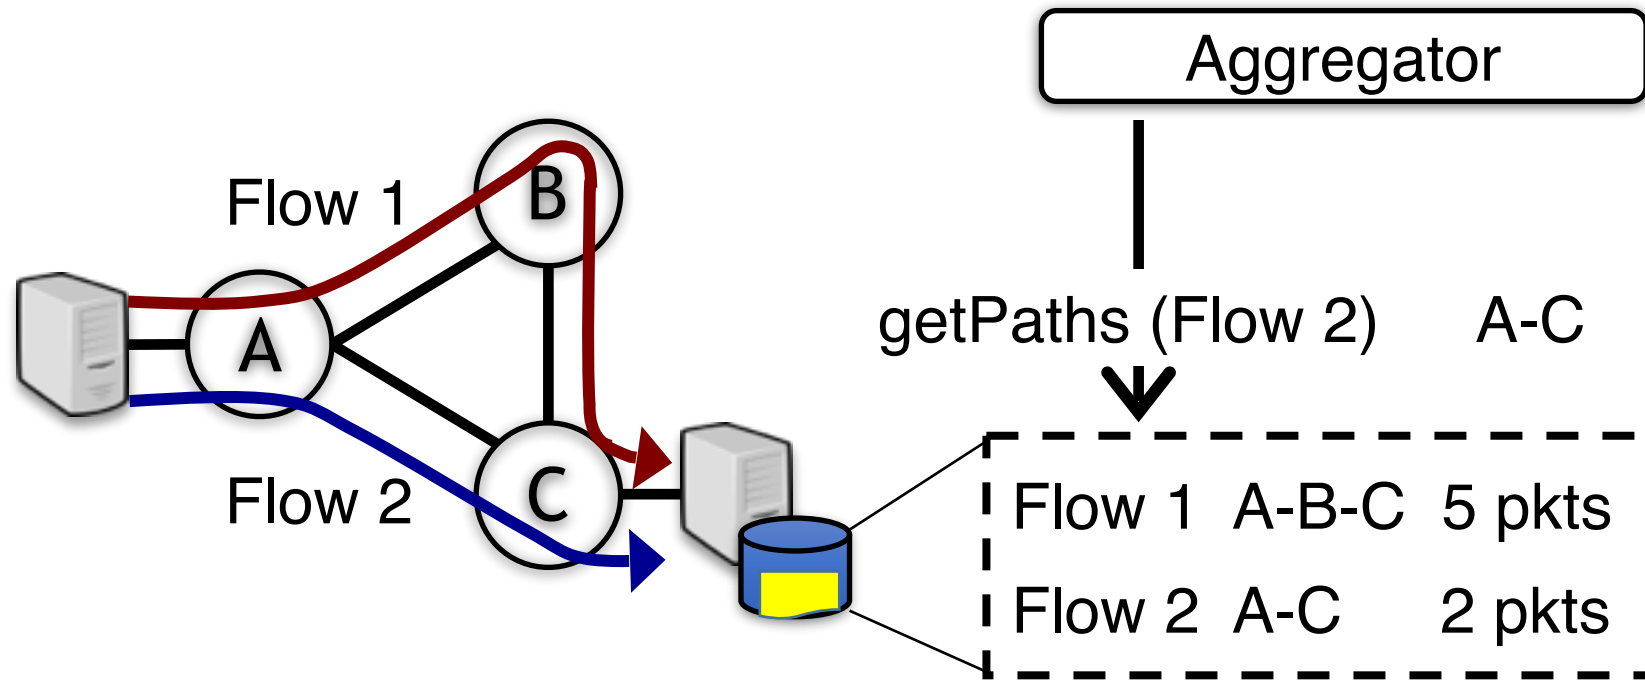 Aggregator
Flow 1
B
A
getPaths (Flow 2) A-C
Flow 2
C
Flow 1 A-B-C 5 pkts
Flow 2 A-C 2 pkts